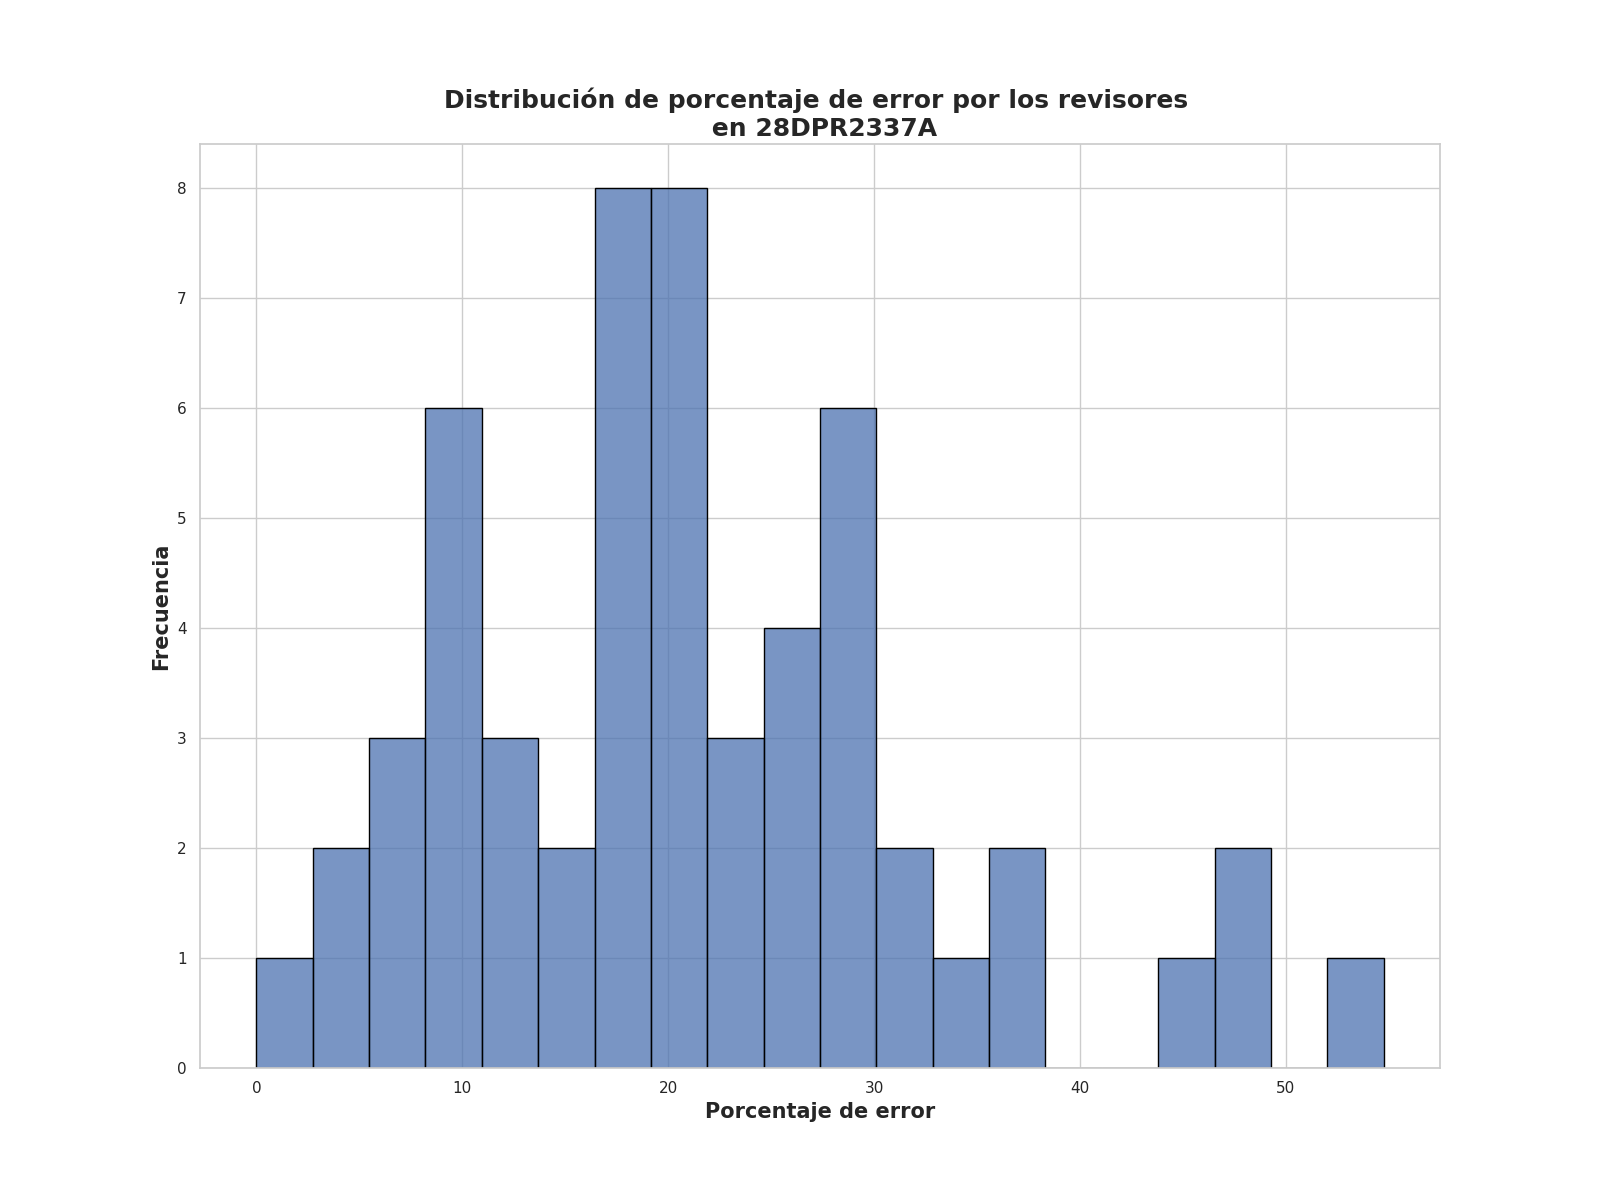 Distribución de porcentaje de error por los revisores
en 28DPR2337A
8
7
6
5
4
3
2
1
0
Frecuencia
0 10 20 30 40 50
Porcentaje de error